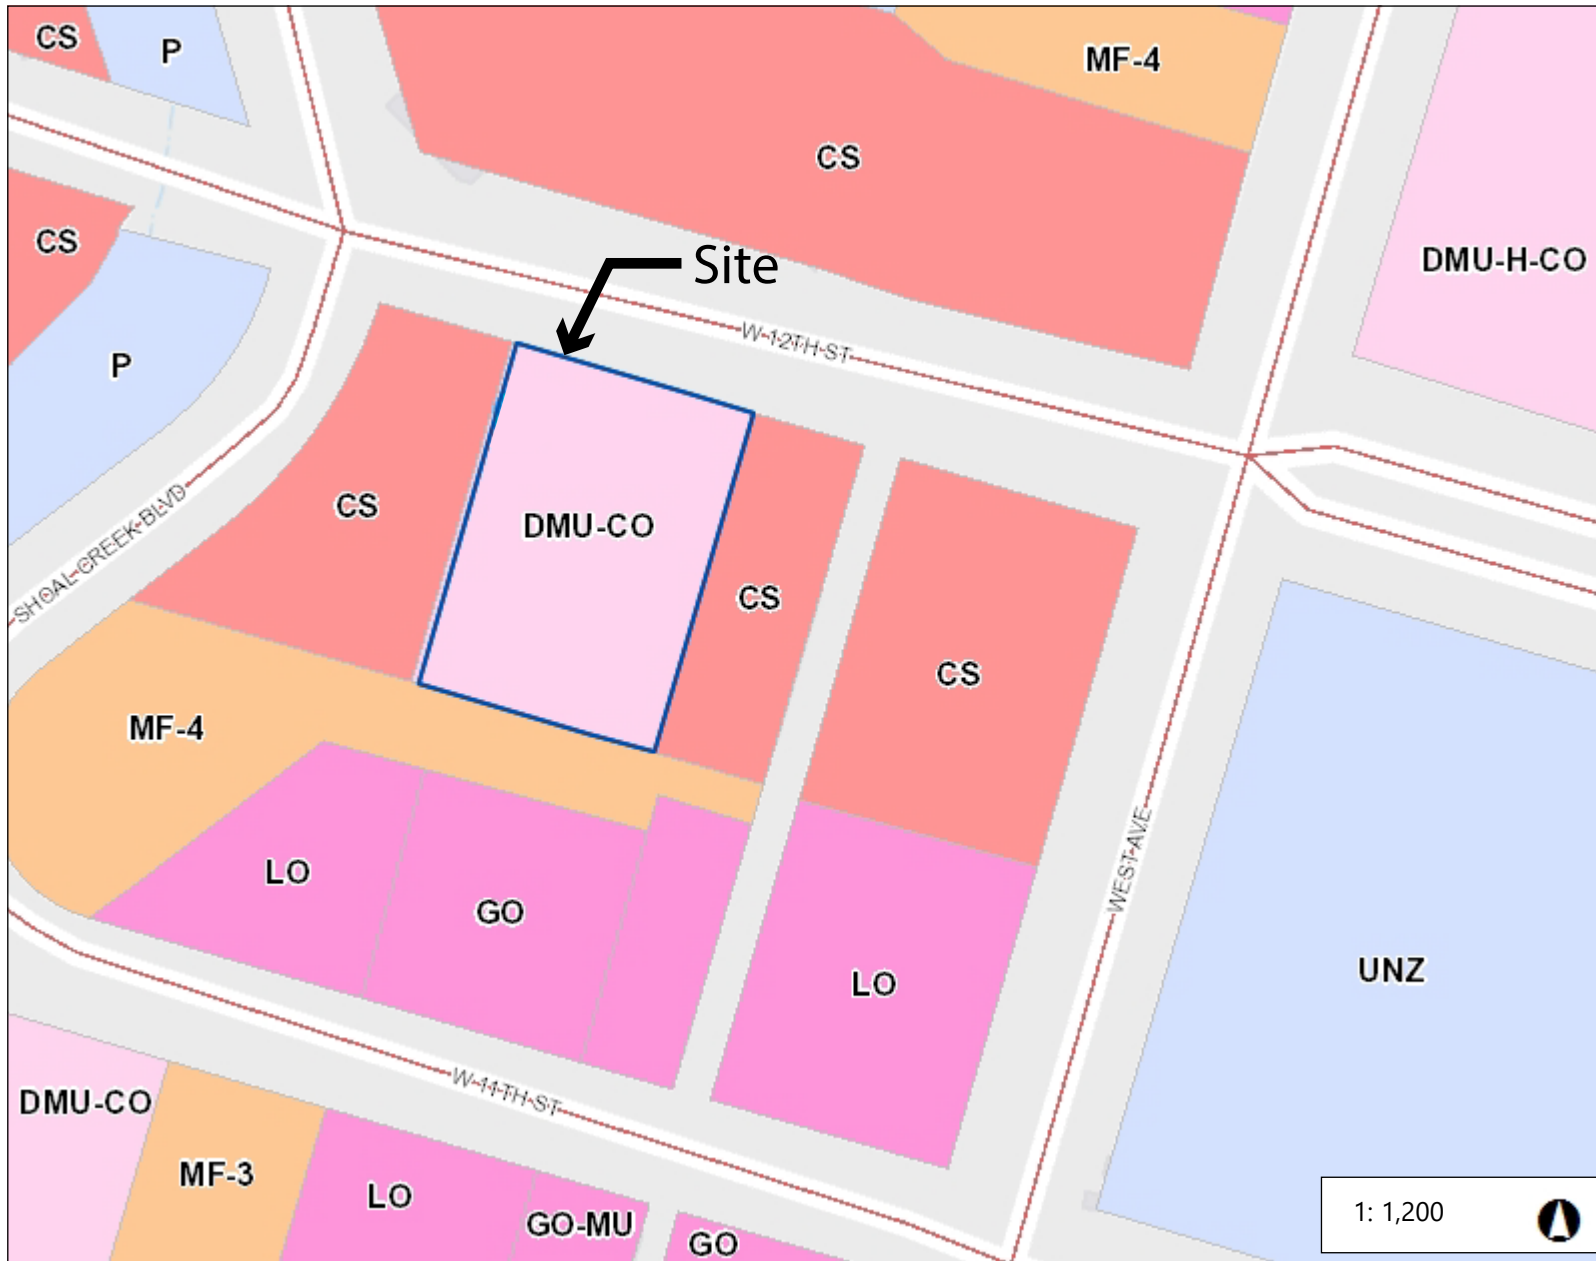 CS
P
MF-4
CS
CS
DMU-H-CO
Site
W 12TH ST
P
CS
DMU-CO
SHOAL CREEK BLVD
CS
CS
MF-4
WEST AVE
LO
GO
UNZ
LO
W 11TH ST
DMU-CO
MF-3
LO
GO-MU
GO
1: 1,200